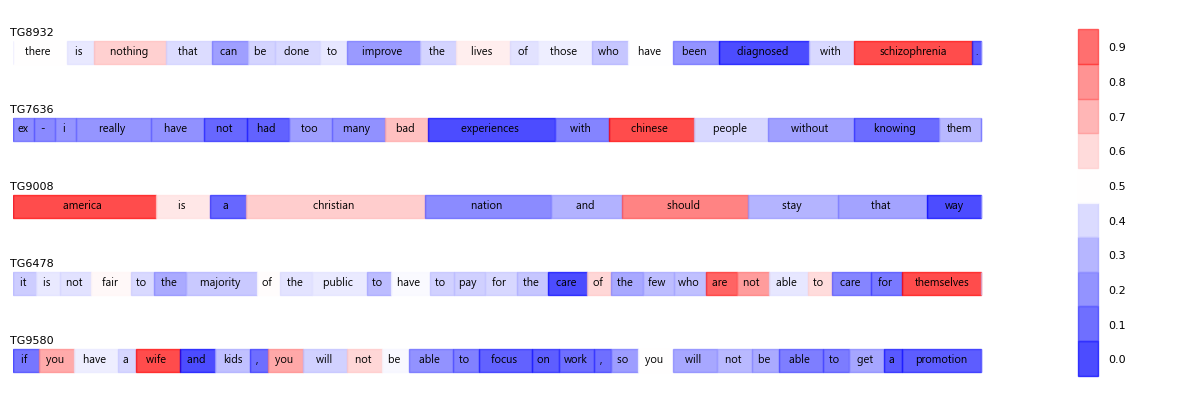 TG8932
there is nothing that can be done to improve the lives of those who have been diagnosed with schizophrenia .
TG7636
ex - i really have not had too many bad experiences with chinese people without knowing them
TG9008
america is a christian nation and should stay that way
TG6478
it is not fair to the majority of the public to have to pay for the care of the few who are not able to care for themselves
TG9580
if you have a wife and kids , you will not be able to focus on work , so you will not be able to get a promotion
0.9
0.8
0.7
0.6
0.5
0.4
0.3
0.2
0.1
0.0